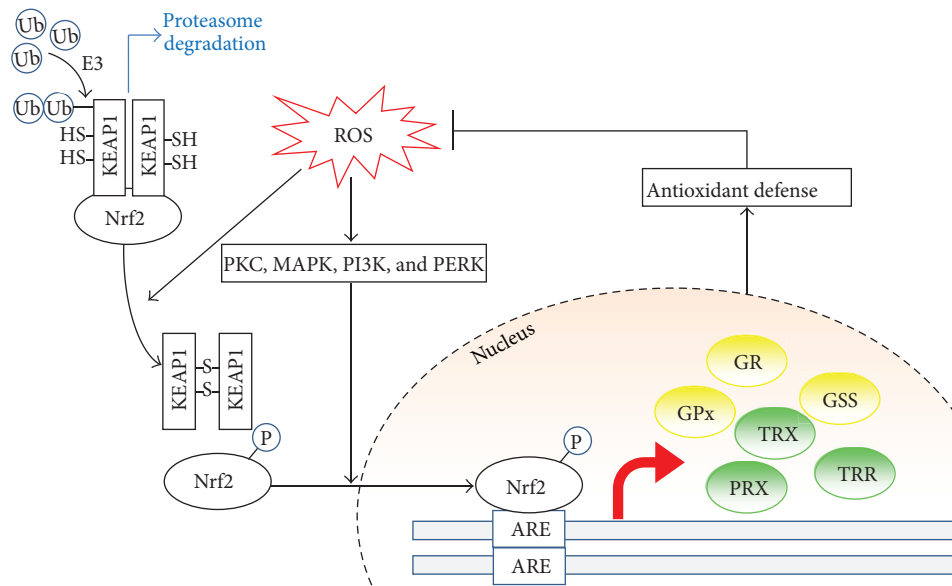 Ub
Ub
Ub
E3
Proteasome
degradation
Ub Ub
HS
HS
KEAP1
KEAP1
SH
SH
Nrf2
ROS
Antioxidant defense
PKC, MAPK, PI3K, and PERK
KEAP1
S
S
KEAP1
P
Nrf2
Nucleus
GR
GPx
GSS
TRX
TRR
PRX
P
Nrf2
ARE
ARE